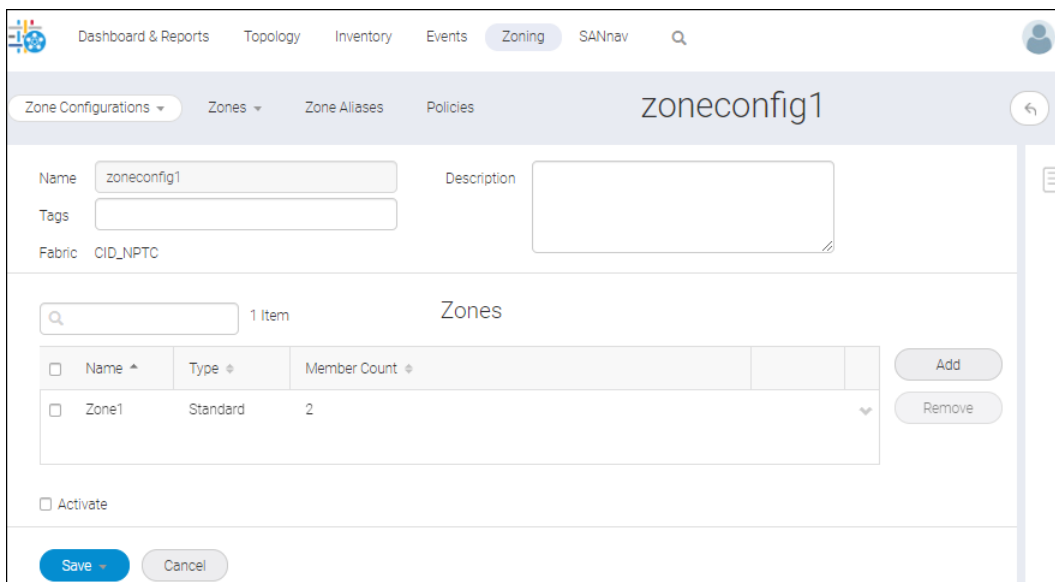 Dashboard & Reports Topology Inventory Events Zoning SANnav
Zone Configurations Zones Zone Aliases Policies zoneconfig1
Name zoneconfig1 Description
Tags
Fabric CID_NPTC
1 Item Zones
Name Type Member Count Add
Zone1 Standard 2 Remove
Activate
Save Cancel